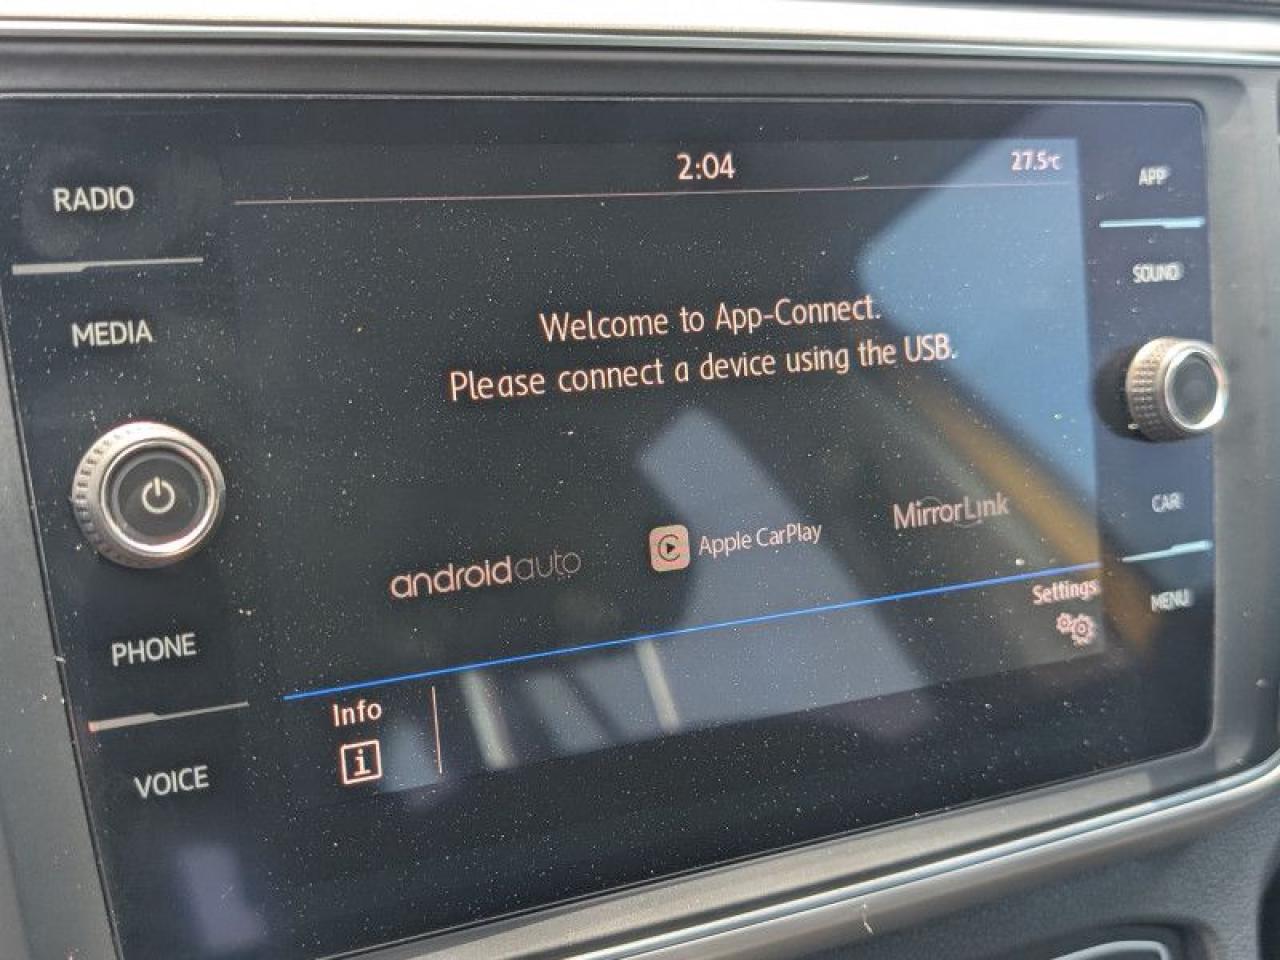 2:04
27.5°C
RADIO
MEDIA
PHONE
VOICE
Welcome to App-Connect.
Please connect a device using the USB.
androidauto
Apple CarPlay
MirrorLink
Settings
Info
i
APP
SOUND
CAR
MENU